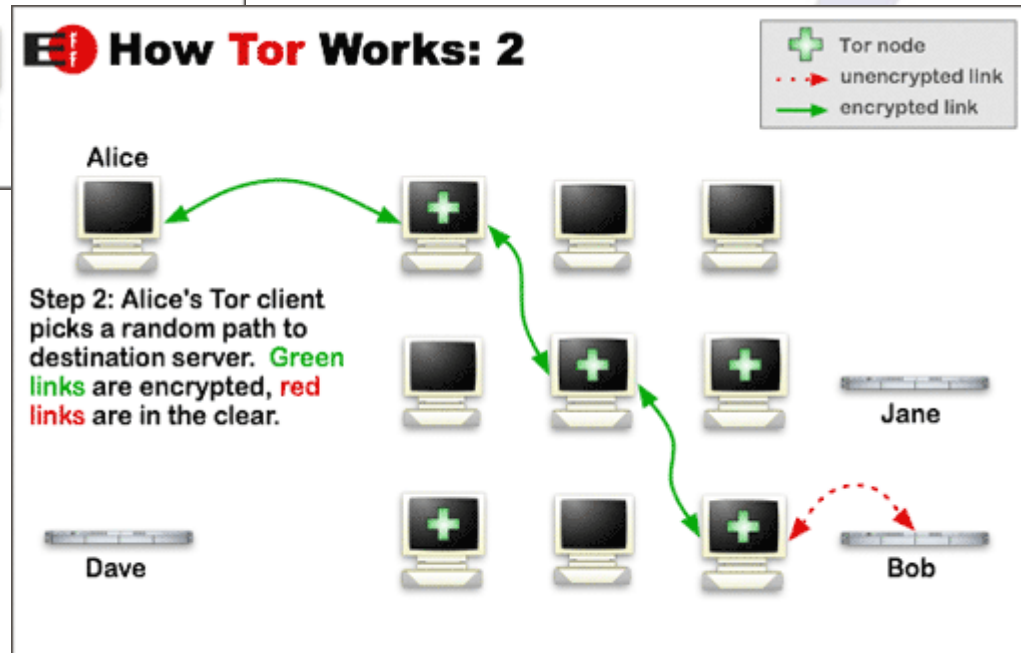 EFF How Tor Works: 2
Tor node
unencrypted link
encrypted link
Alice
Step 2: Alice's Tor client
picks a random path to
destination server. Green
links are encrypted, red
links are in the clear.
Jane
Dave
Bob